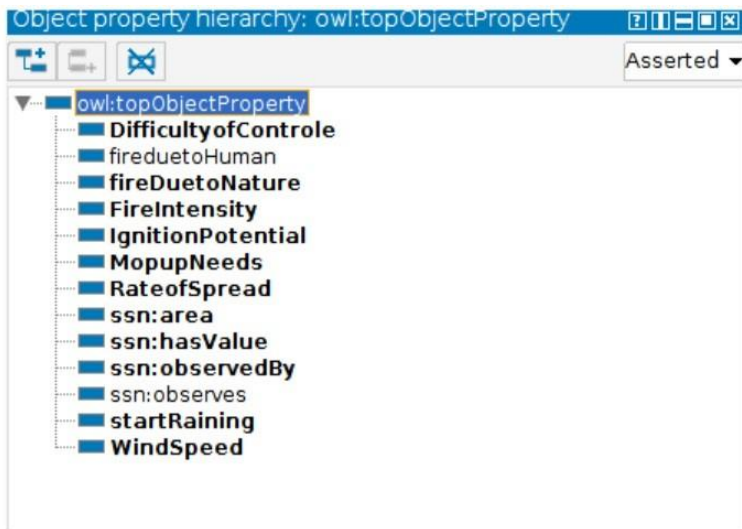 Object property hierarchy: owl:topObjectProperty
Asserted
owl:topObjectProperty
DifficultyofControle
fireduetoHuman
fireDuetoNature
FireIntensity
IgnitionPotential
MopupNeeds
RateofSpread
ssn:area
ssn:hasValue
ssn:observedBy
ssn:observes
startRaining
WindSpeed